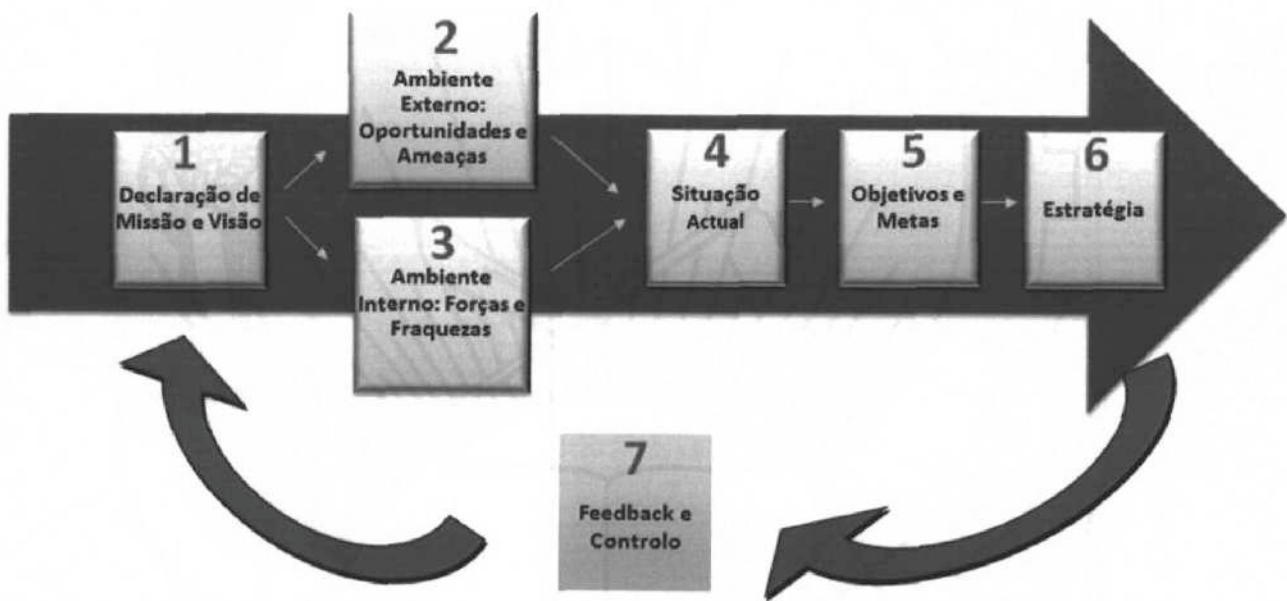 1
Declaração de
Missão e Visão
2
Ambiente
Externo:
Oportunidades e
Ameaças
3
Ambiente
Interno: Forças e
Fraquezas
4
Situação
Actual
5
Objetivos e
Metas
6
Estratégia
7
Feedback e
Controlo